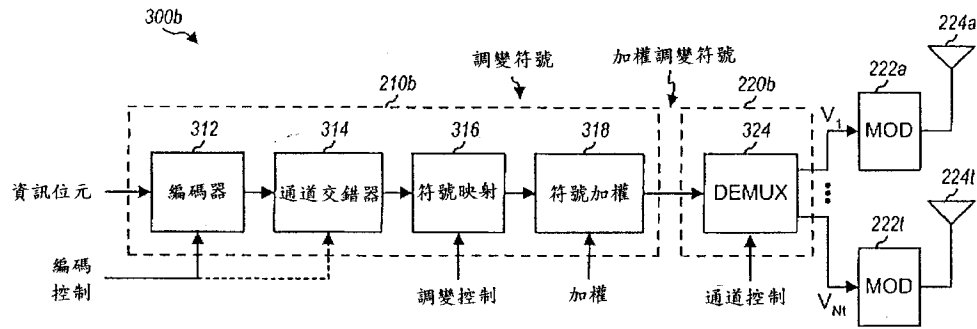 300b
調變符號
加權調變符號
224a
210b
220b
222a
312
314
316
318
324
V1
MOD
資訊位元
編碼器
通道交錯器
符號映射
符號加權
DEMUX
224t
222t
編碼
控制
調變控制
加權
通道控制
VNt
MOD